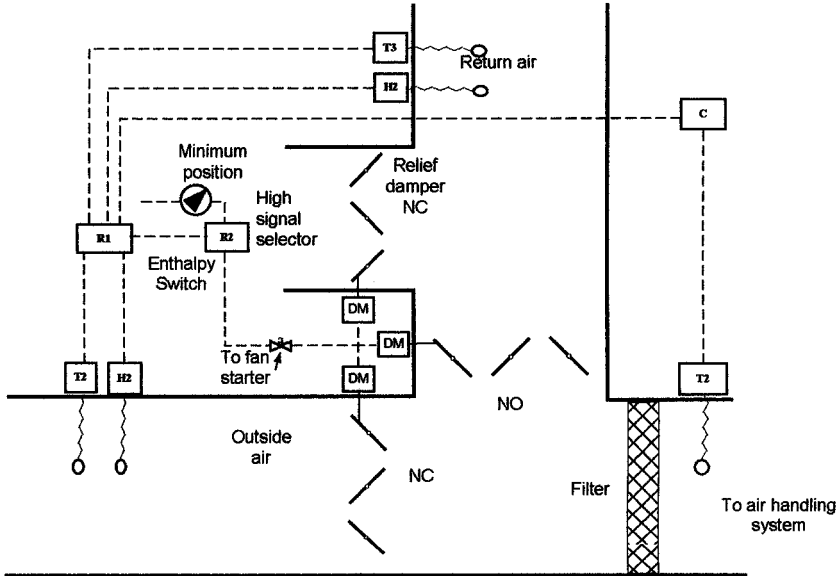 T3
Return air
H2
C
Minimum
position
Relief
damper
NC
High
signal
selector
R1
R2
Enthalpy
Switch
DM
To fan
starter
DM
T2
H2
DM
T2
NO
Outside
air
NC
Filter
To air handling
system